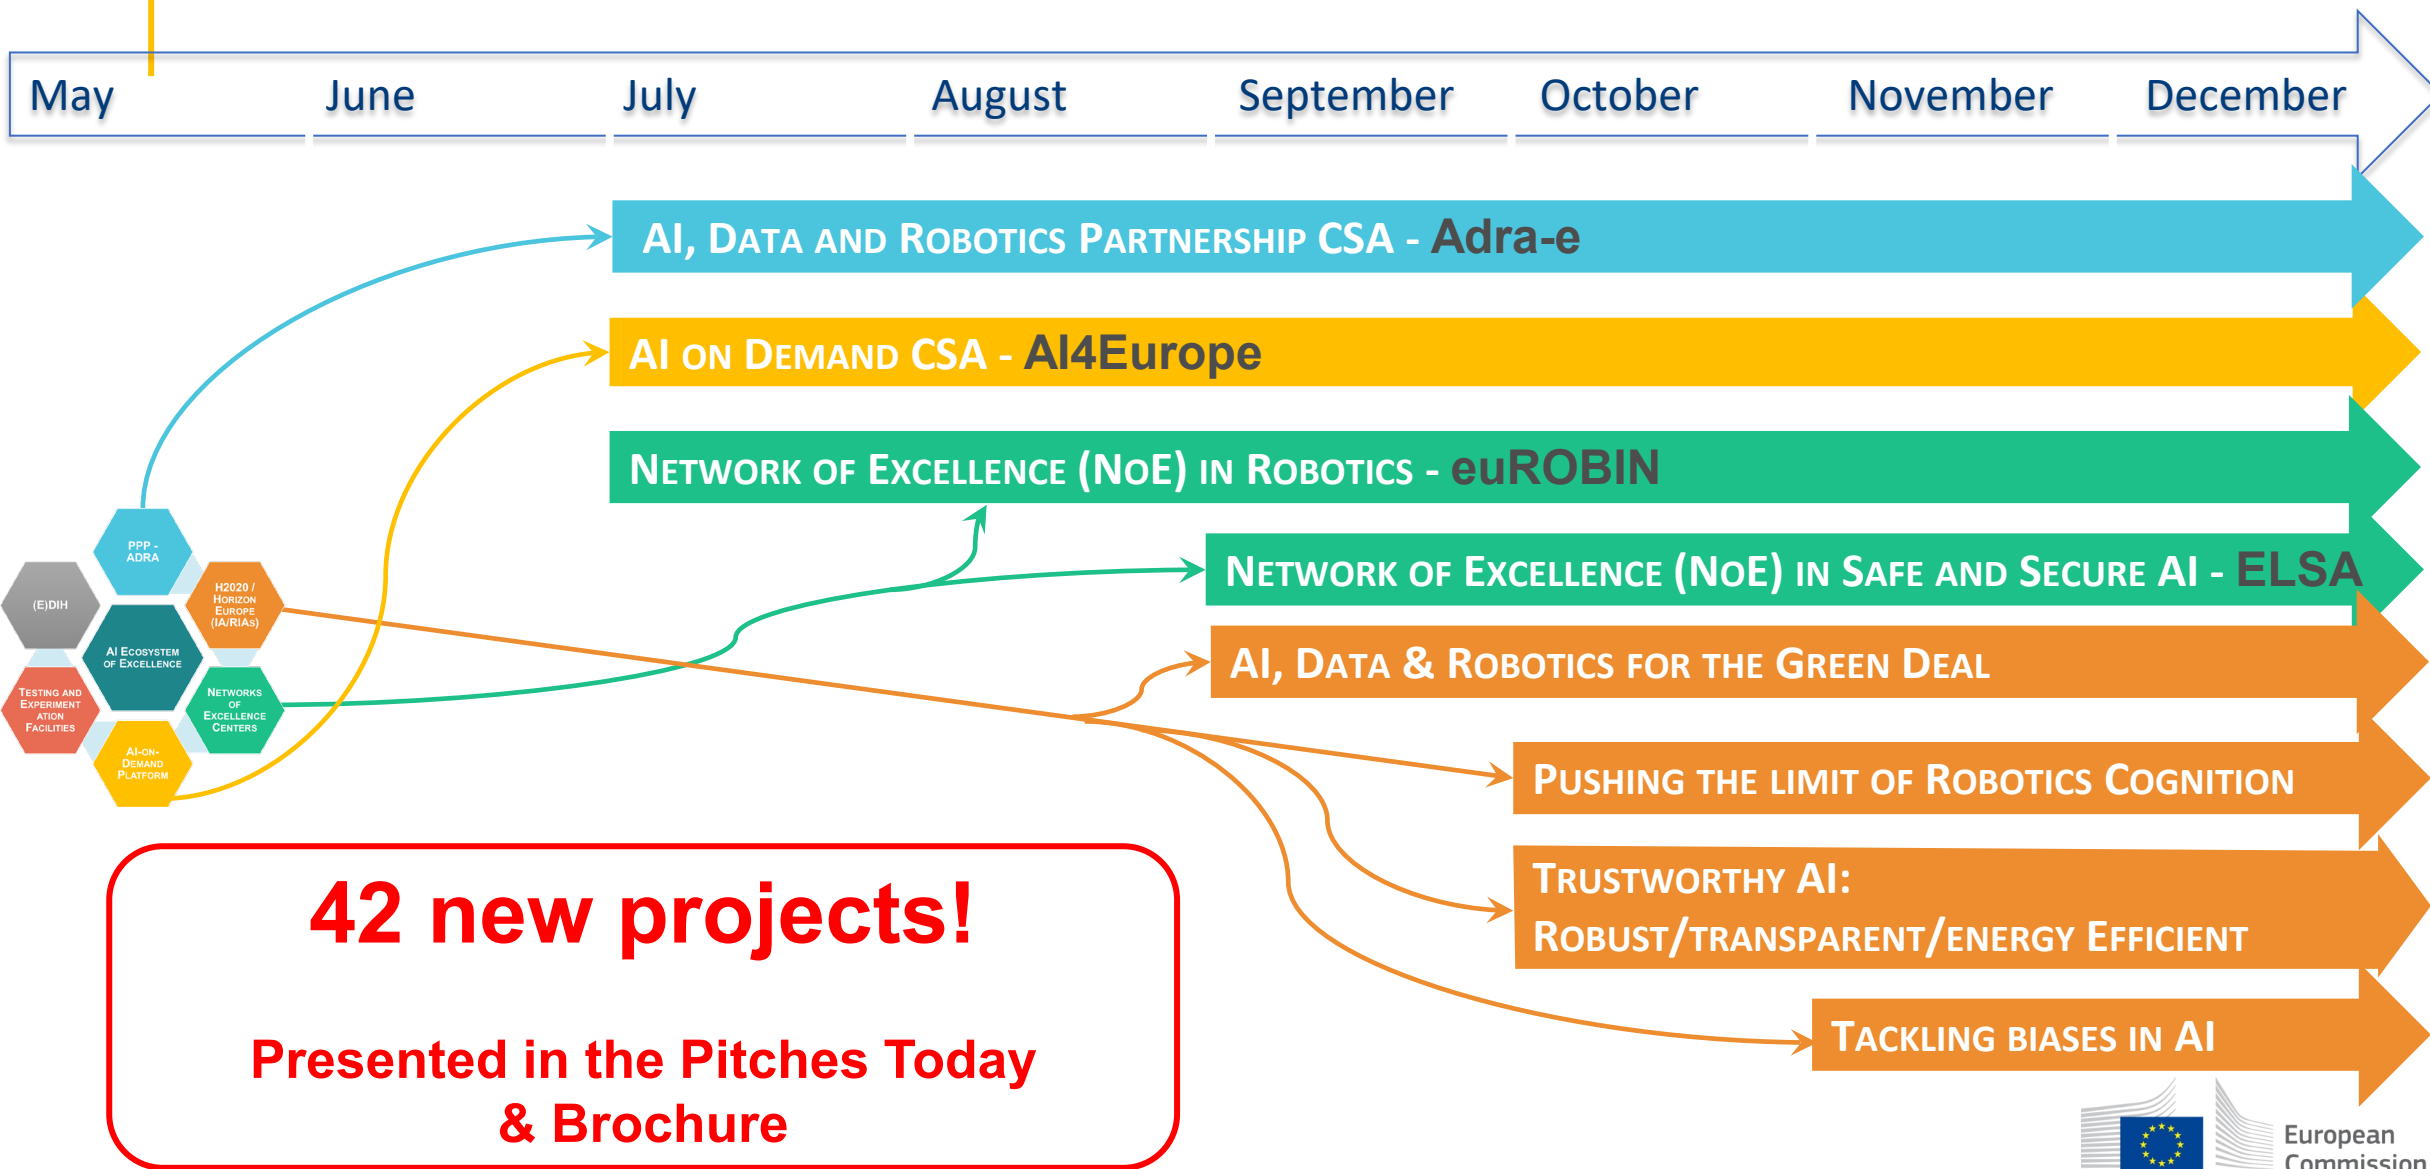 May June July August September October November December
AI, DATA AND ROBOTICS PARTNERSHIP CSA - Adra-e
AI ON DEMAND CSA - AI4Europe
NETWORK OF EXCELLENCE (NOE) IN ROBOTICS - euROBIN
NETWORK OF EXCELLENCE (NOE) IN SAFE AND SECURE AI - ELSA
AI, DATA & ROBOTICS FOR THE GREEN DEAL
PUSHING THE LIMIT OF ROBOTICS COGNITION
TRUSTWORTHY AI:
ROBUST/TRANSPARENT/ENERGY EFFICIENT
TACKLING BIASES IN AI
PPP -
ADRA
(E)DIH
H2020 /
HORIZON
EUROPE
(IA/RIAS)
AI ECOSYSTEM
OF EXCELLENCE
TESTING AND
EXPERIMENT
ATION
FACILITIES
NETWORKS
OF
EXCELLENCE
CENTERS
AI-ON-
DEMAND
PLATFORM
42 new projects!
Presented in the Pitches Today
& Brochure
European
Commission